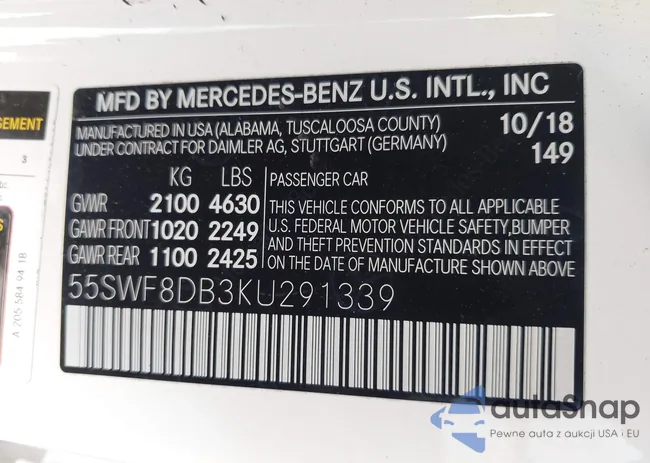 MFD BY MERCEDES-BENZ U.S. INTL., INC
MANUFACTURED IN USA (ALABAMA, TUSCALOOSA COUNTY) 10/18
UNDER CONTRACT FOR DAIMLER AG, STUTTGART (GERMANY) 149
KG LBS
GVWR 2100 4630
GAWR FRONT 1020 2249
GAWR REAR 1100 2425
PASSENGER CAR
THIS VEHICLE CONFORMS TO ALL APPLICABLE
U.S. FEDERAL MOTOR VEHICLE SAFETY,BUMPER
AND THEFT PREVENTION STANDARDS IN EFFECT
ON THE DATE OF MANUFACTURE SHOWN ABOVE.
55SWF8DB3KU291339
GEMENT
3
A 205 584 94 18
autaSnap
Pewne auta z aukcji USA i EU